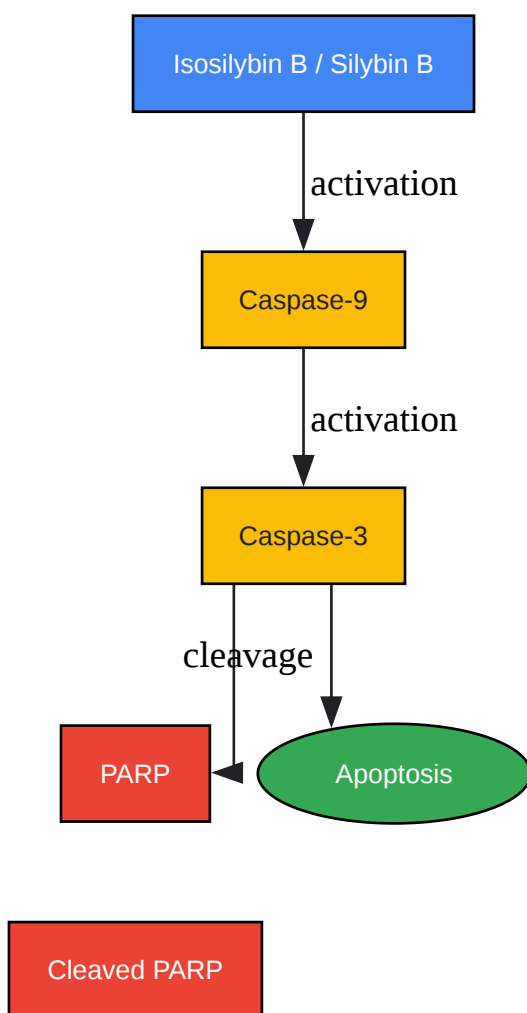 Isosilybin B / Silybin B
activation
Caspase-9
activation
Caspase-3
cleavage
PARP
Apoptosis
Cleaved PARP